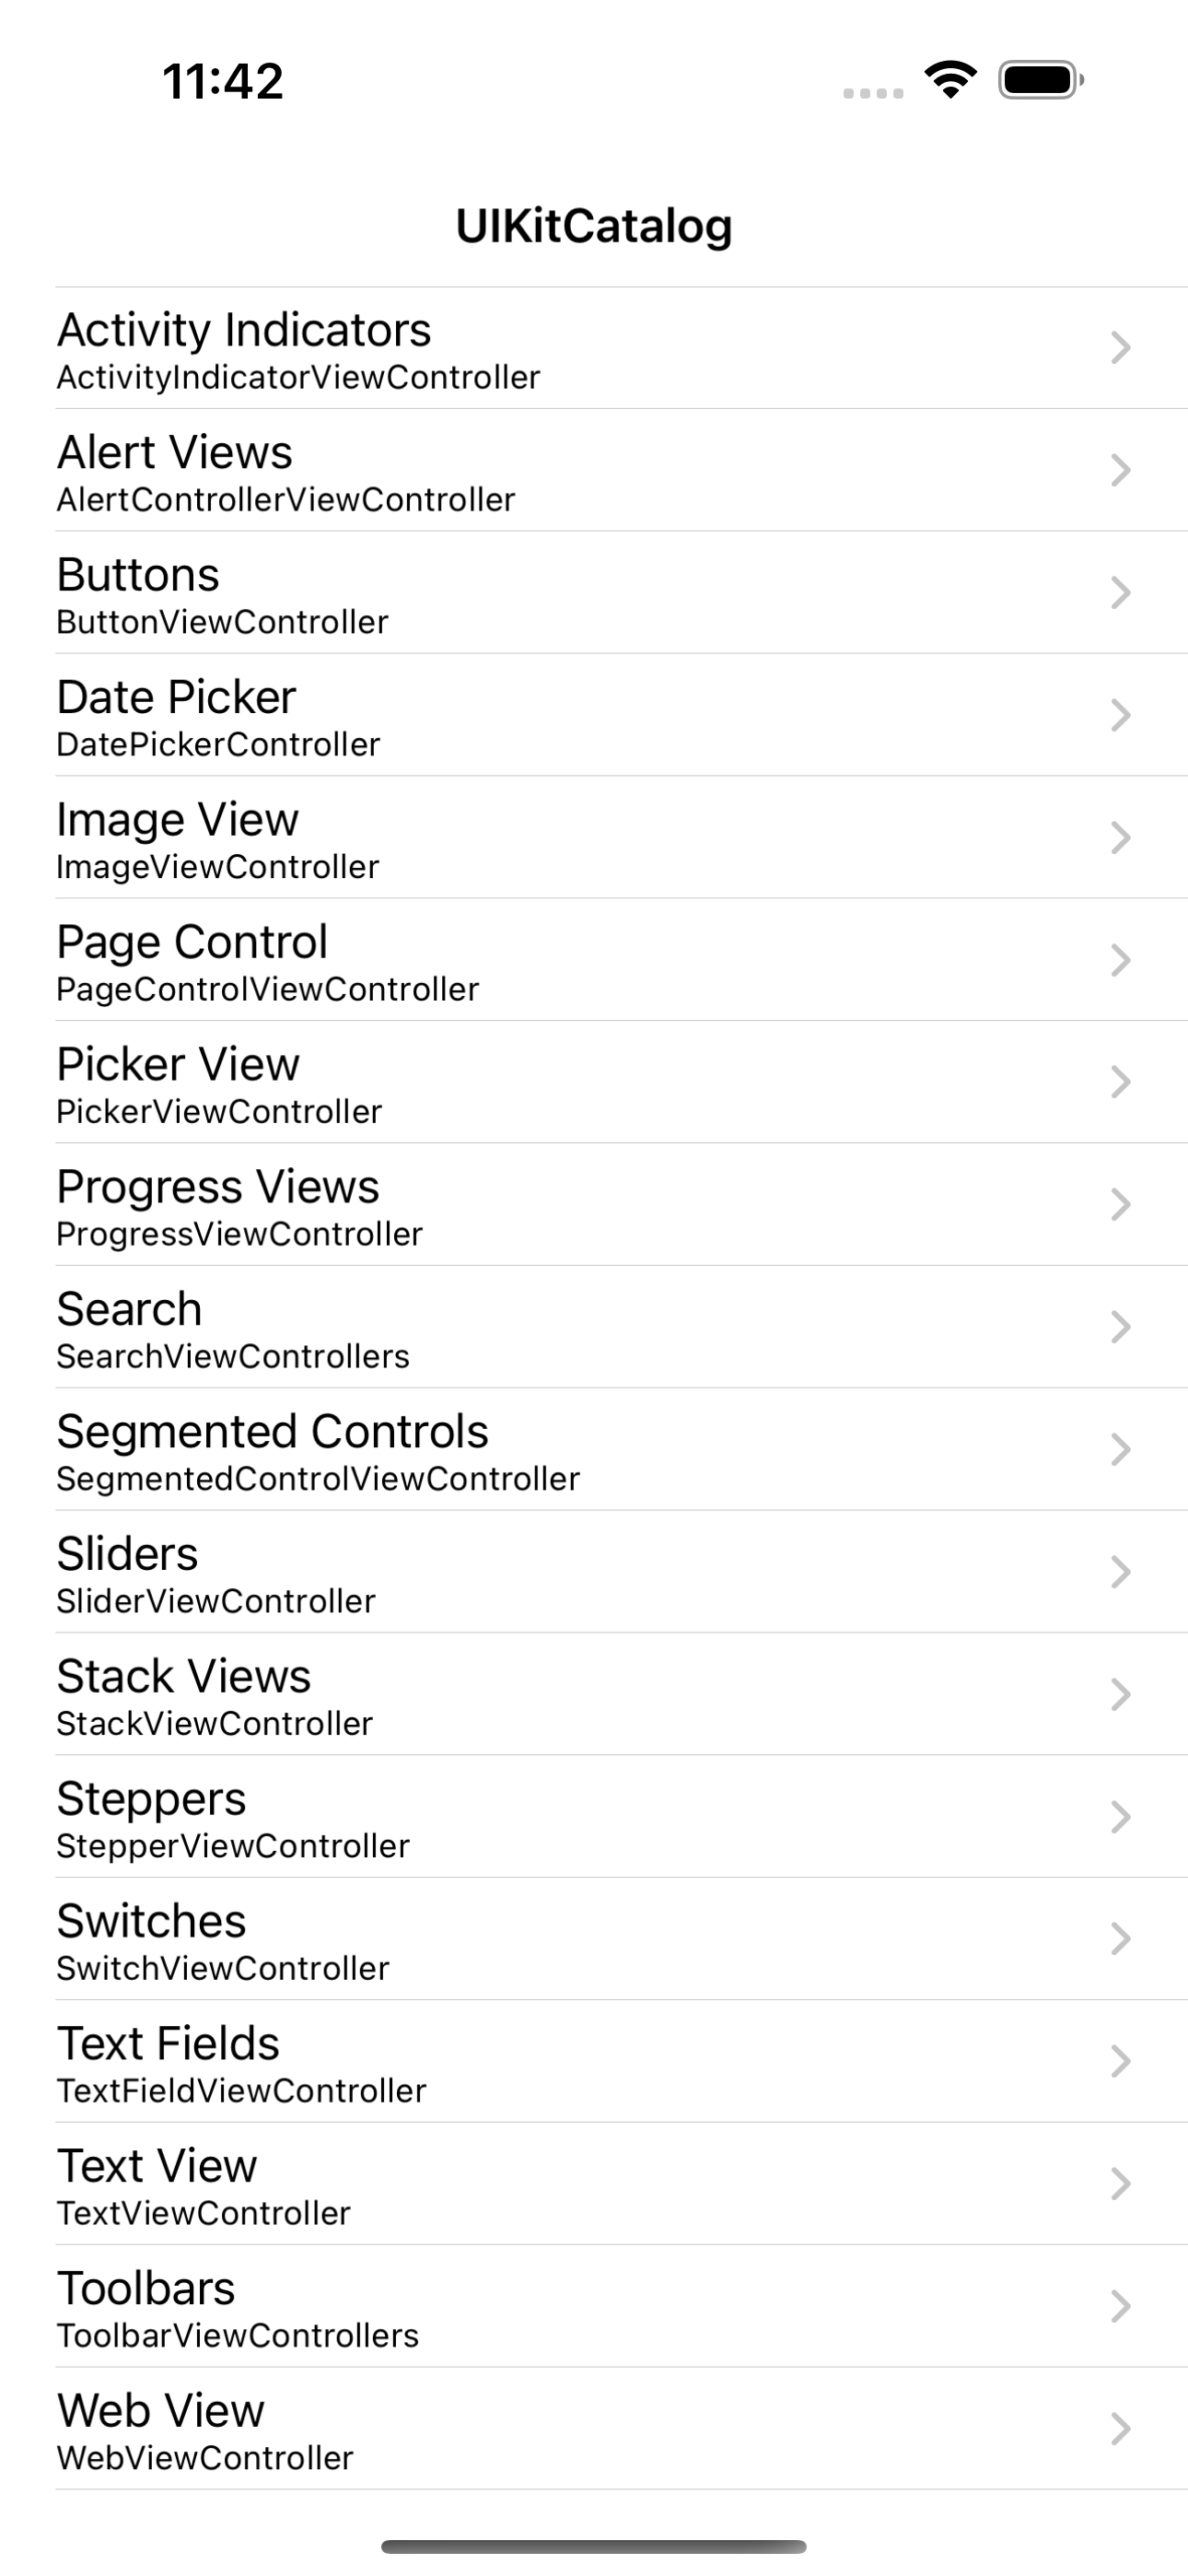 11:42
UIKitCatalog
Activity Indicators
ActivityIndicatorViewController
Alert Views
AlertControllerViewController
Buttons
ButtonViewController
Date Picker
DatePickerController
Image View
ImageViewController
Page Control
PageControlViewController
Picker View
PickerViewController
Progress Views
ProgressViewController
Search
SearchViewControllers
Segmented Controls
SegmentedControlViewController
Sliders
SliderViewController
Stack Views
StackViewController
Steppers
StepperViewController
Switches
SwitchViewController
Text Fields
TextFieldViewController
Text View
TextViewController
Toolbars
ToolbarViewControllers
Web View
WebViewController